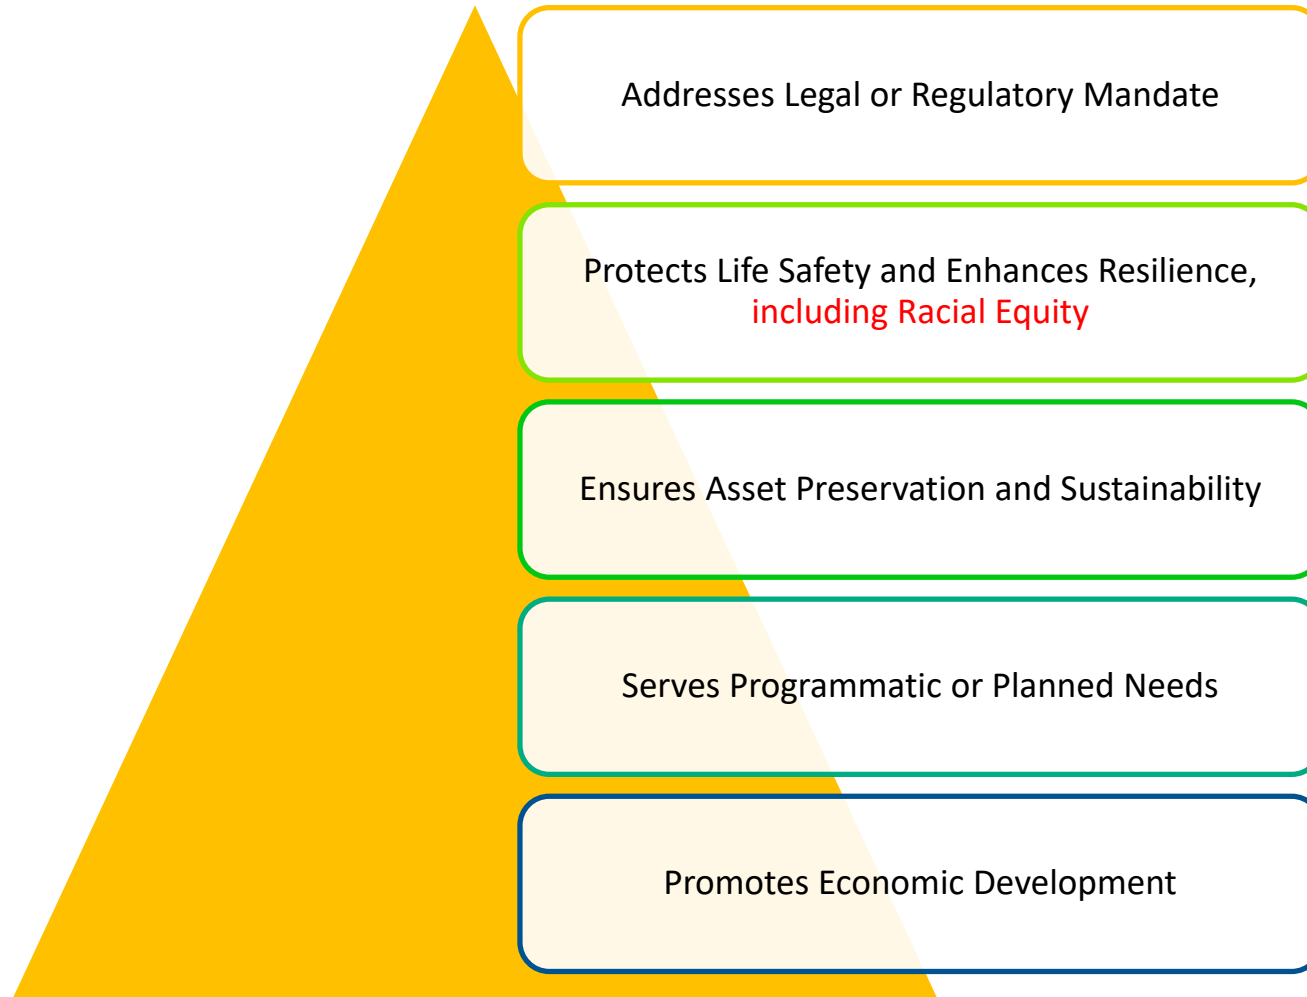 Addresses Legal or Regulatory Mandate
Protects Life Safety and Enhances Resilience,
including Racial Equity
Ensures Asset Preservation and Sustainability
Serves Programmatic or Planned Needs
Promotes Economic Development